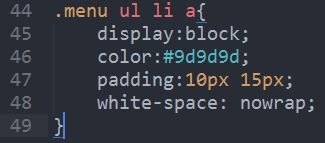 44 .menu ul li a{
45 display:block;
46 color:#9d9d9d;
47 padding:10px 15px;
48 white-space: nowrap;
49 }